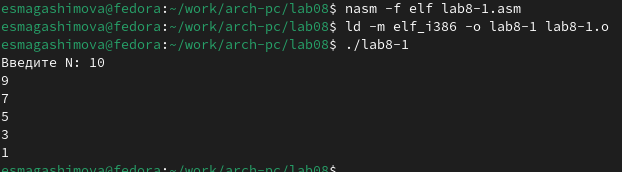 esmagashimova@fedora:~/work/arch-pc/lab08$ nasm -f elf lab8-1.asm
esmagashimova@fedora:~/work/arch-pc/lab08$ ld -m elf_i386 -o lab8-1 lab8-1.o
esmagashimova@fedora:~/work/arch-pc/lab08$ ./lab8-1
Введите N: 10
9
7
5
3
1
esmagashimova@fedora:~/work/arch-pc/lab08$